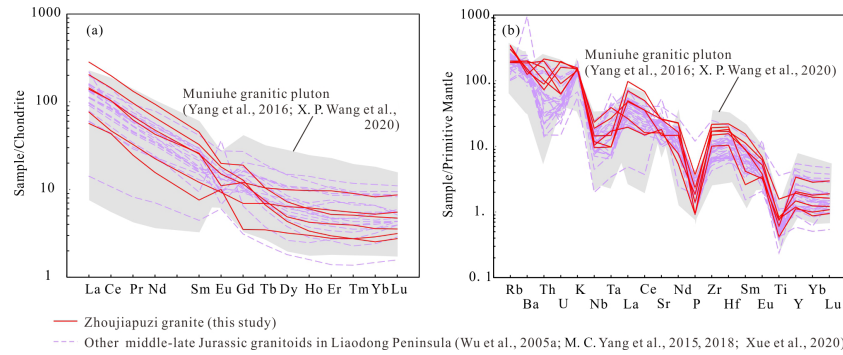 (a)
Muniuhe granitic pluton
(Yang et al., 2016; X. P. Wang et al.,
2020)
Sample/Chondrite
1000
100
10
1
La Ce Pr Nd Sm Eu Gd Tb Dy Ho Er Tm Yb Lu
(b)
Muniuhe granitic pluton
(Yang et al., 2016; X. P. Wang et al., 2020)
Sample/Primitive Mantle
1000
100.
10.
1.
0. 1
Rb Th K Ta Ce Nd Zr Sm Ti Yb
Ba U Nb La Sr P Hf Eu Y Lu
Zhoujiapuzi granite (this study)
Other middle-late Jurassic granitoids in Liaodong Peninsula (Wu et al., 2005a; M. C. Yang et al., 2015, 2018; Xue et al., 2020)